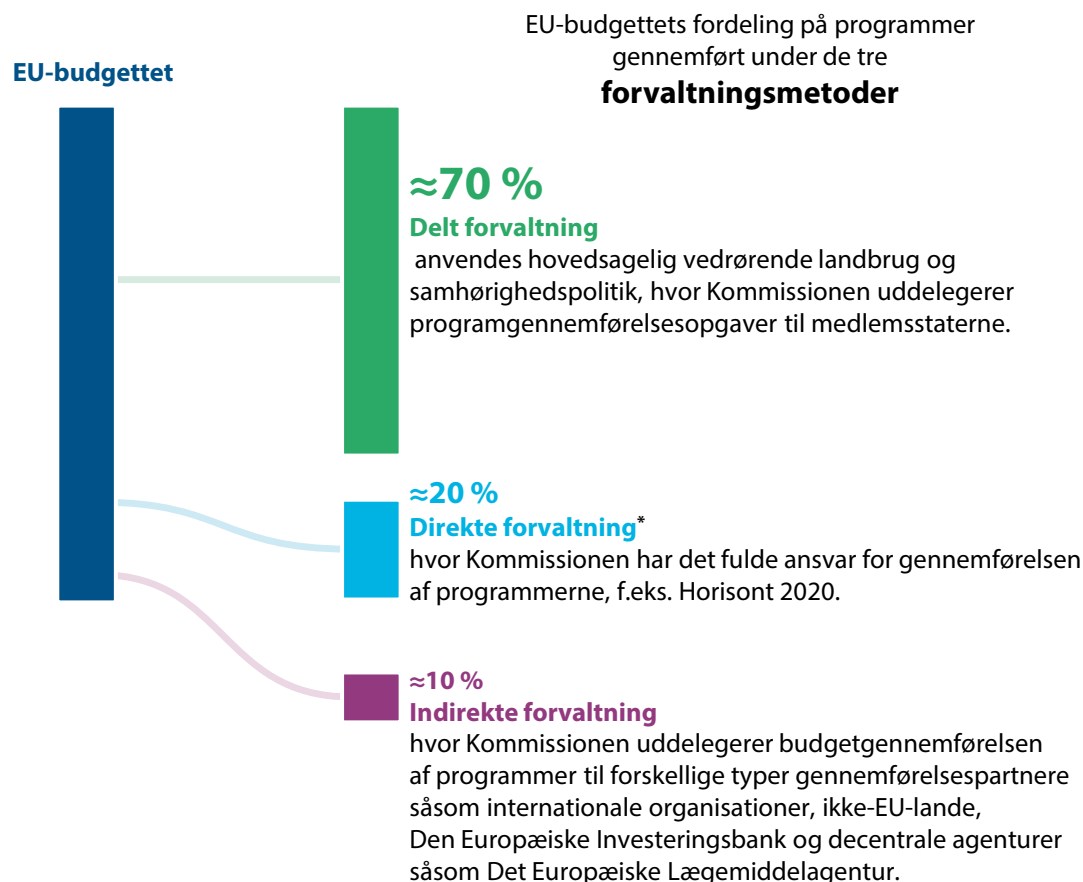 EU-budgettets fordeling på programmer
gennemført under de tre
forvaltningsmetoder
EU-budgettet
≈70 %
Delt forvaltning
anvendes hovedsagelig vedrørende landbrug og
samhørighedspolitik, hvor Kommissionen uddelegerer
programgennemførelsesopgaver til medlemsstaterne.
≈20 %
Direkte forvaltning*
hvor Kommissionen har det fulde ansvar for gennemførelsen
af programmerne, f.eks. Horisont 2020.
≈10 %
Indirekte forvaltning
hvor Kommissionen uddelegerer budgetgennemførelsen
af programmer til forskellige typer gennemførelsespartnere
såsom internationale organisationer, ikke-EU-lande,
Den Europæiske Investeringsbank og decentrale agenturer
såsom Det Europæiske Lægemiddelagentur.